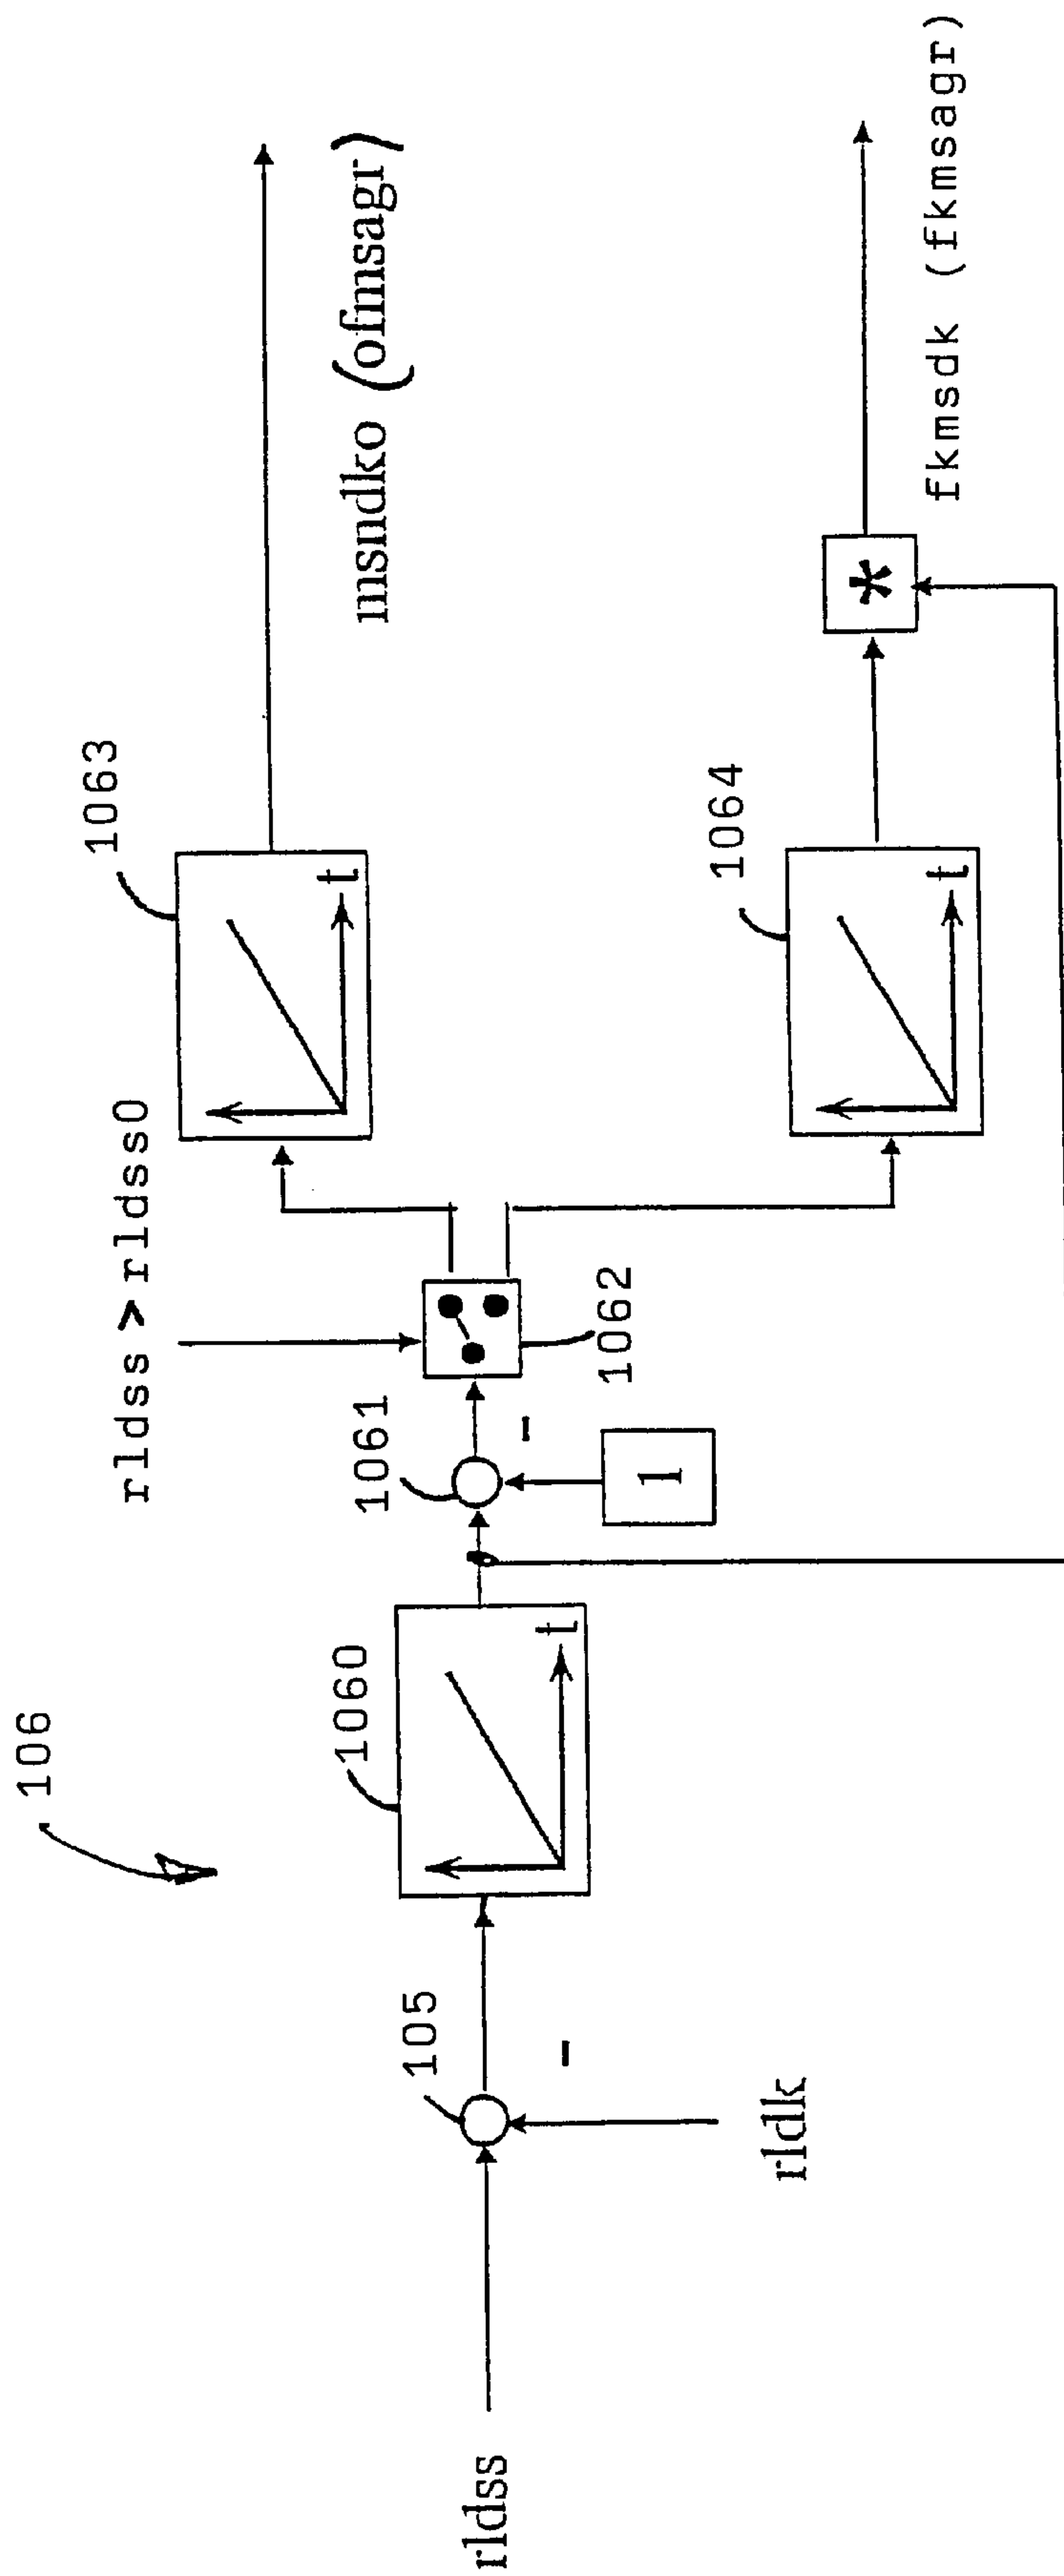 106
rldss
105
-
rldk
1060
t
1061
1
-
rldss > rldss0
1062
1063
t
msndko (ofmsagr)
1064
t
*
fkmsdk (fkmsagr)